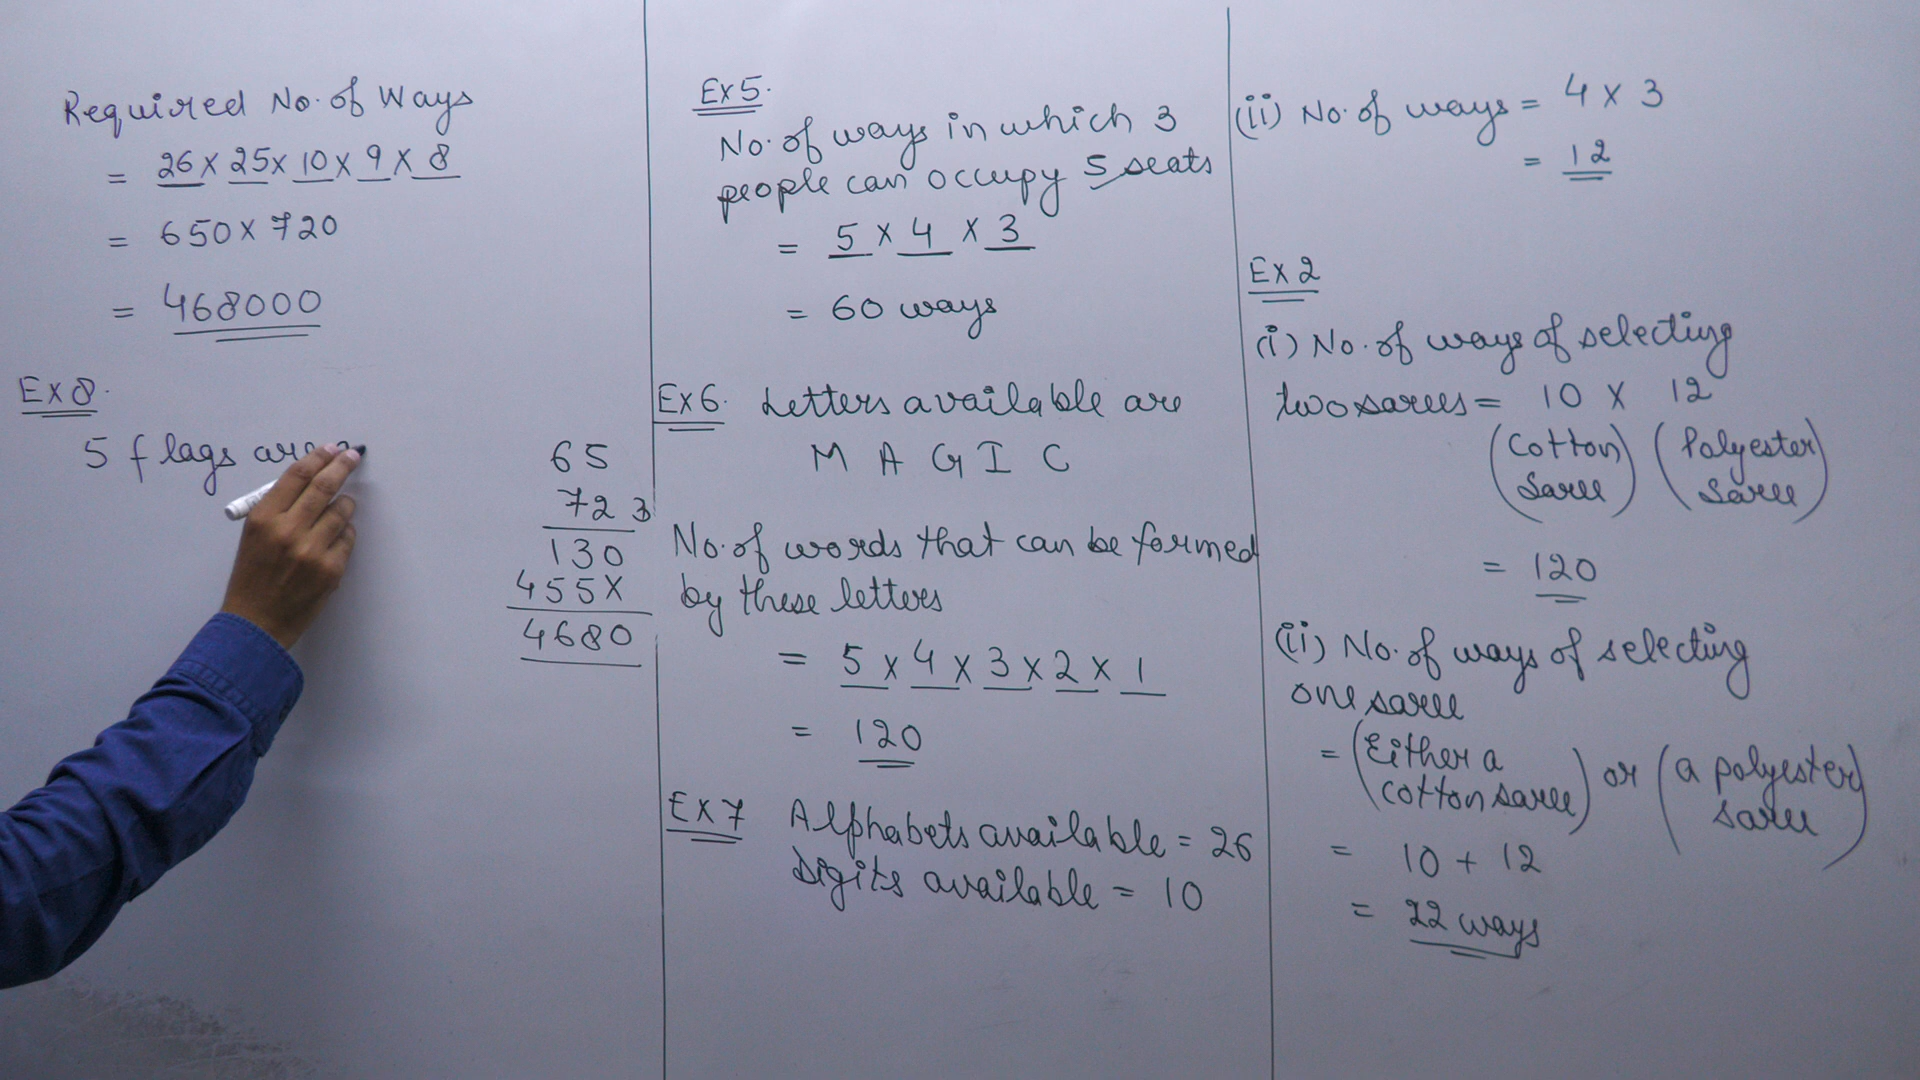 Required No. of Ways
= 26 x 25 x 10 x 9 x 8
= 650 x 720
= 468000
Ex 8.
5 flags are
65
72 3
130
455X
4680
Ex 5.
No. of ways in which 3
people can occupy 5 seats
= 5 x 4 x 3
= 60 ways
Ex 6. Letters available are
M A G I C
No. of words that can be formed
by these letters
= 5 x 4 x 3 x 2 x 1
= 120
Ex 7 Alphabets available = 26
Digits available = 10
(ii) No. of ways = 4 x 3
= 12
Ex 2
(i) No. of ways of selecting
two sarees = 10 x 12
(Cotton Saree) (Polyester Saree)
= 120
(ii) No. of ways of selecting
one saree
= (Either a cotton saree) or (a polyester saree)
= 10 + 12
= 22 ways